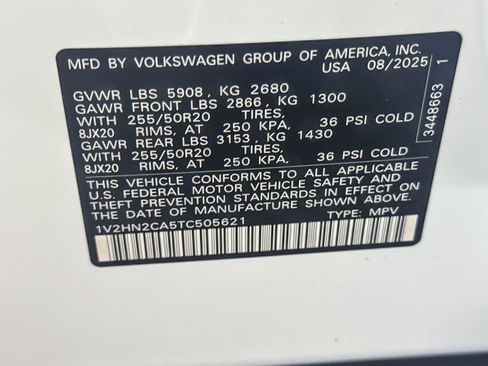 MFD BY VOLKSWAGEN GROUP OF AMERICA, INC.
USA 08/2025
GVWR LBS 5908, KG 2680
GAWR FRONT LBS 2866, KG 1300
WITH 255/50R20 TIRES,
8JX20 RIMS, AT 250 KPA, 36 PSI COLD
GAWR REAR LBS 3153, KG 1430
WITH 255/50R20 TIRES,
8JX20 RIMS, AT 250 KPA, 36 PSI COLD
THIS VEHICLE CONFORMS TO ALL APPLICABLE
U.S. FEDERAL MOTOR VEHICLE SAFETY AND
THEFT PREVENTION STANDARDS IN EFFECT ON
THE DATE OF MANUFACTURE SHOWN ABOVE.
1V2HN2CA5TC505621 TYPE: MPV
3448663 1